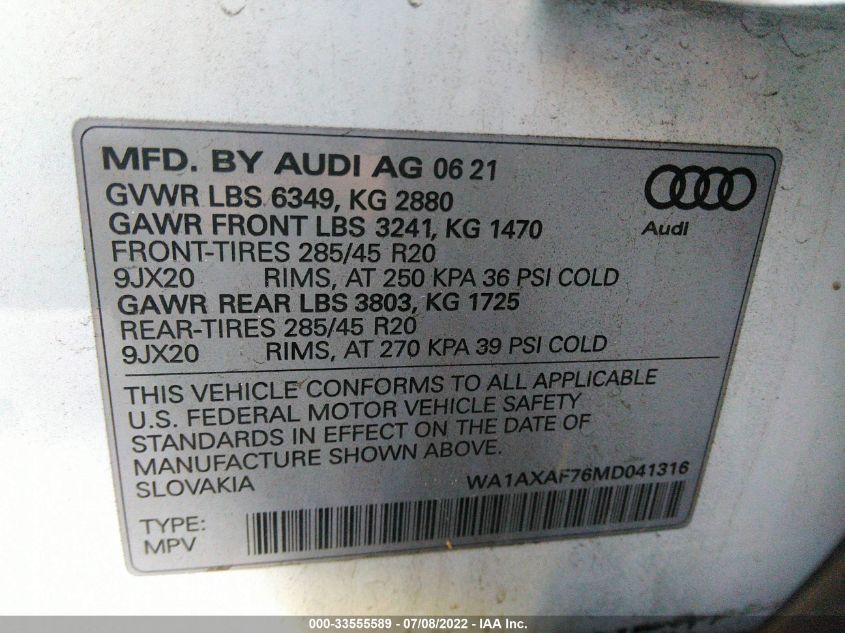 MFD. BY AUDI AG 06 21
GVWR LBS 6349, KG 2880
GAWR FRONT LBS 3241, KG 1470
FRONT-TIRES 285/45 R20
9JX20 RIMS, AT 250 KPA 36 PSI COLD
GAWR REAR LBS 3803, KG 1725
REAR-TIRES 285/45 R20
9JX20 RIMS, AT 270 KPA 39 PSI COLD
Audi
THIS VEHICLE CONFORMS TO ALL APPLICABLE
U.S. FEDERAL MOTOR VEHICLE SAFETY
STANDARDS IN EFFECT ON THE DATE OF
MANUFACTURE SHOWN ABOVE.
SLOVAKIA WA1AXAF76MD041316
TYPE:
MPV
000-33555589 - 07/08/2022 - IAA, Inc.